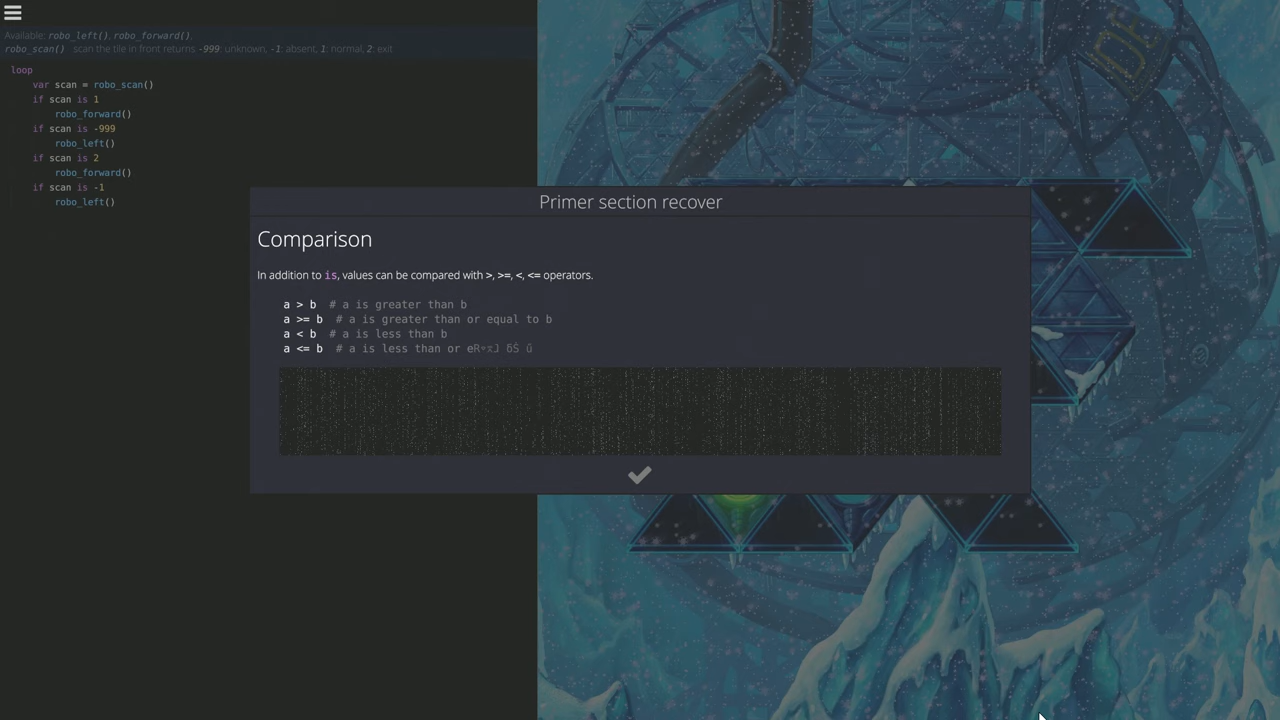 Available: robo_left(), robo_forward(),
robo_scan() scan the tile in front returns -999: unknown, -1: absent, 1: normal, 2: exit
loop
var scan = robo_scan()
if scan is 1
robo_forward()
if scan is -999
robo_left()
if scan is 2
robo_forward()
if scan is -1
robo_left()
Primer section recover
Comparison
In addition to is, values can be compared with >, >=, <, <= operators.
a > b # a is greater than b
a >= b # a is greater than or equal to b
a < b # a is less than b
a <= b # a is less than or